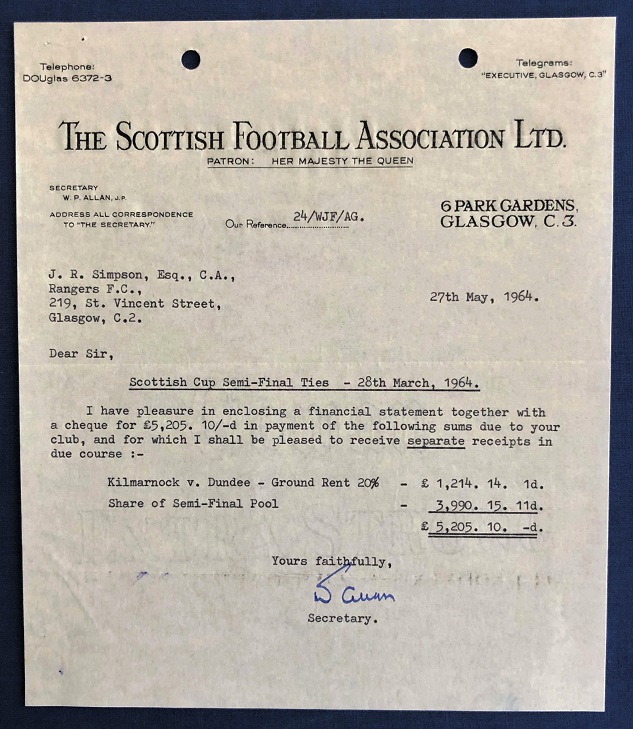 Telephone:
DOUglas 6372-3
Telegrams:
"EXECUTIVE, GLASGOW, C.3"
THE SCOTTISH FOOTBALL ASSOCIATION LTD.
PATRON: HER MAJESTY THE QUEEN
SECRETARY
W. P. ALLAN, J.P.
ADDRESS ALL CORRESPONDENCE
TO "THE SECRETARY."
Our Reference 24/WJF/AG.
6 PARK GARDENS,
GLASGOW, C.3.
J. R. Simpson, Esq., C.A.,
Rangers F.C.,
219, St. Vincent Street,
Glasgow, C.2.
27th May, 1964.
Dear Sir,
Scottish Cup Semi-Final Ties - 28th March, 1964.
I have pleasure in enclosing a financial statement together with
a cheque for £5,205. 10/-d in payment of the following sums due to your
club, and for which I shall be pleased to receive separate receipts in
due course :-
Kilmarnock v. Dundee - Ground Rent 20% - £ 1,214. 14. 1d.
Share of Semi-Final Pool - 3,990. 15. 11d.
£ 5,205. 10. -d.
Yours faithfully,
W Allan
Secretary.